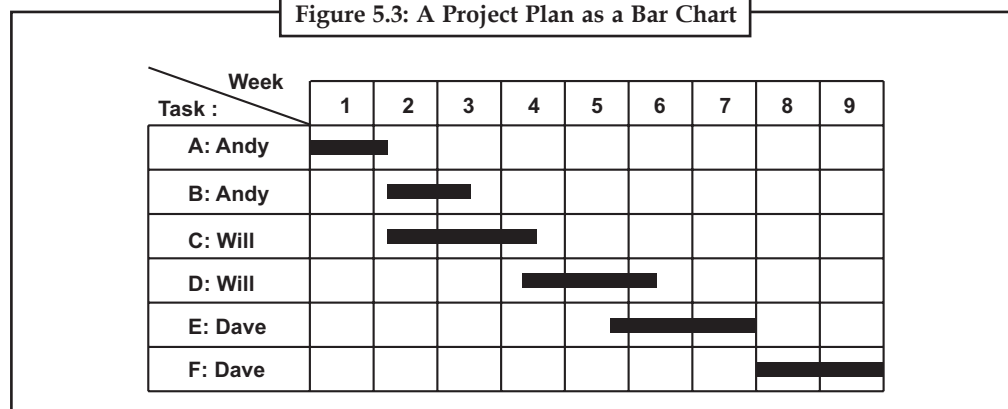 Figure 5.3: A Project Plan as a Bar Chart
Week
Task :
1 2 3 4 5 6 7 8 9
A: Andy
B: Andy
C: Will
D: Will
E: Dave
F: Dave